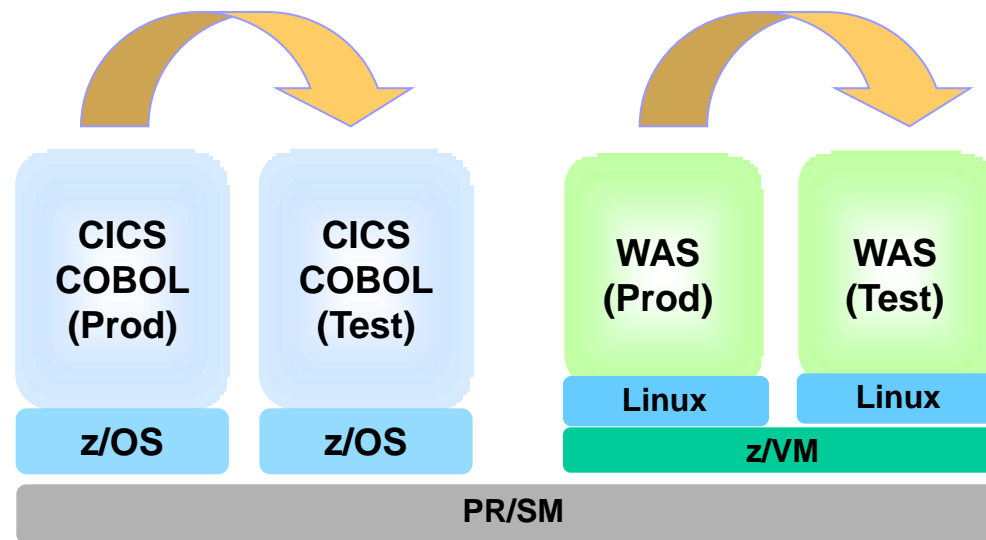 CICS
COBOL
(Prod)
CICS
COBOL
(Test)
WAS
(Prod)
WAS
(Test)
z/OS
z/OS
Linux
Linux
z/VM
PR/SM